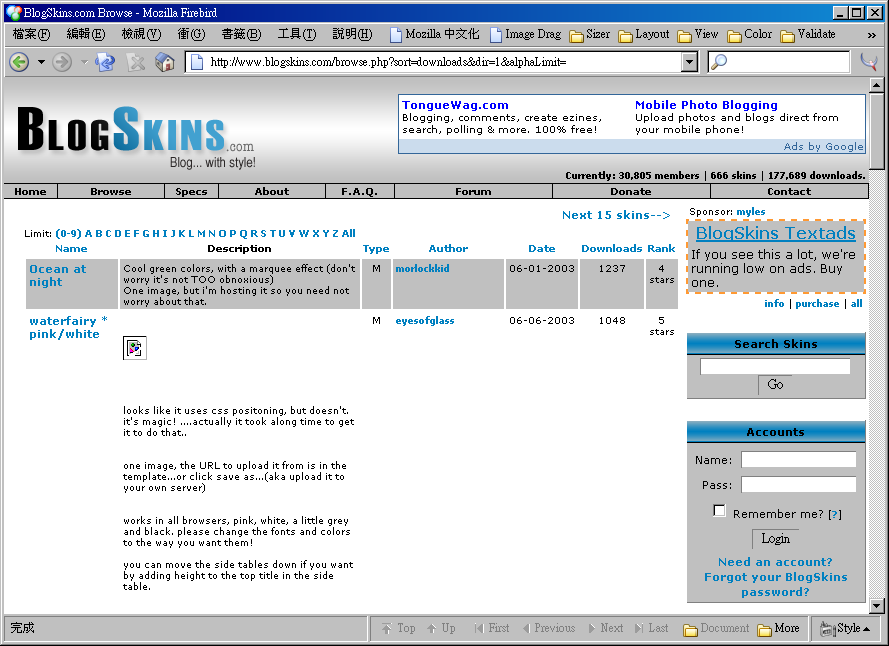 BlogSkins.com Browse - Mozilla Firebird
檔案(F) 編輯(E) 檢視(V) 衝(G) 書籤(B) 工具(T) 說明(H) Mozilla 中文化 Image Drag Sizer Layout View Color Validate »
http://www.blogskins.com/browse.php?sort=downloads&dir=1&alphaLimit=
BLOGSKINS.com
Blog... with style!
TongueWag.com
Blogging, comments, create ezines,
search, polling & more. 100% free!
Mobile Photo Blogging
Upload photos and blogs direct from
your mobile phone!
Ads by Google
Currently: 30,805 members | 666 skins | 177,689 downloads.
Home Browse Specs About F.A.Q. Forum Donate Contact
Next 15 skins-->
Limit: (0-9) A B C D E F G H I J K L M N O P Q R S T U V W X Y Z All
Name Description Type Author Date Downloads Rank
Ocean at
night
Cool green colors, with a marquee effect (don't
worry it's not TOO obnoxious)
One image, but i'm hosting it so you need not
worry about that.
M morlockkid 06-01-2003 1237 4
stars
waterfairy *
pink/white
M eyesofglass 06-06-2003 1048 5
stars
looks like it uses css positoning, but doesn't.
it's magic! ....actually it took along time to get
it to do that..
one image, the URL to upload it from is in the
template...or click save as...(aka upload it to
your own server)
works in all browsers, pink, white, a little grey
and black. please change the fonts and colors
to the way you want them!
you can move the side tables down if you want
by adding height to the top title in the side
table.
Sponsor: myles
BlogSkins Textads
If you see this a lot, we're
running low on ads. Buy
one.
info | purchase | all
Search Skins
Go
Accounts
Name:
Pass:
Remember me? [?]
Login
Need an account?
Forgot your BlogSkins
password?
完成 Top Up First Previous Next Last Document More Style